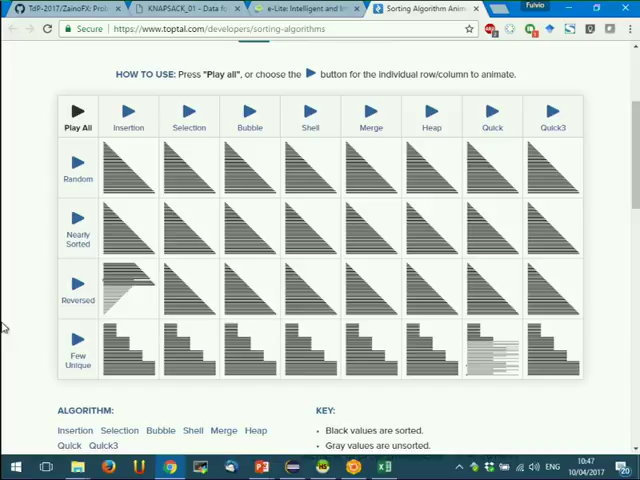 TdP-2017/ZainoFX: Prob
KNAPSACK_01 - Data fo
e-Lite: Intelligent and In
Sorting Algorithm Anim
Fulvio
Secure
https://www.toptal.com/developers/sorting-algorithms
HOW TO USE: Press "Play all", or choose the button for the individual row/column to animate.
Play All Insertion Selection Bubble Shell Merge Heap Quick Quick3
Random
Nearly
Sorted
Reversed
Few
Unique
ALGORITHM:
Insertion Selection Bubble Shell Merge Heap
Quick Quick3
KEY:
• Black values are sorted.
• Gray values are unsorted.
ENG
10:47
10/04/2017
20